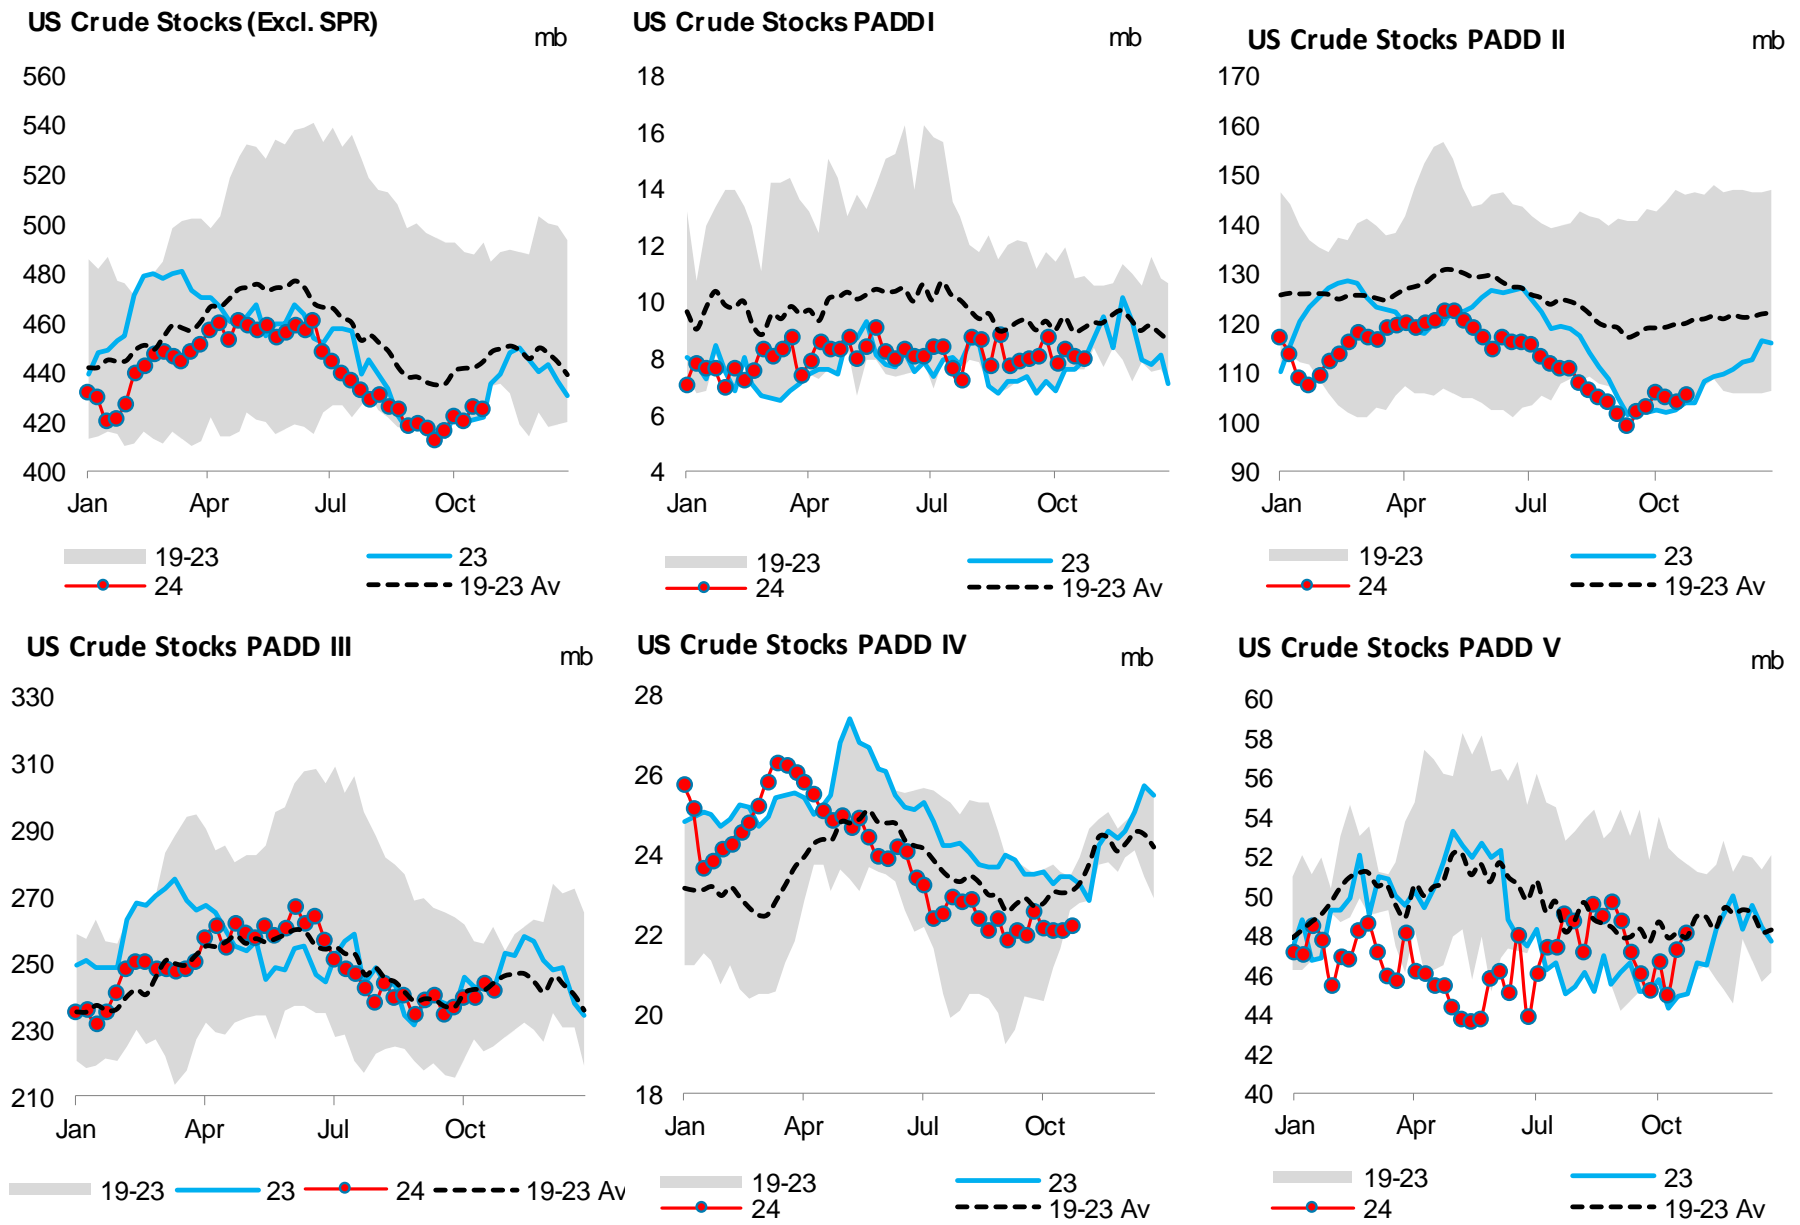 US Crude Stocks (Excl. SPR)
mb
560
540
520
500
480
460
440
420
400
Jan Apr Jul Oct
19-23 23
24 19-23 Av
US Crude Stocks PADD I
mb
18
16
14
12
10
8
6
4
Jan Apr Jul Oct
19-23 23
24 19-23 Av
US Crude Stocks PADD II
mb
170
160
150
140
130
120
110
100
90
Jan Apr Jul Oct
19-23 23
24 19-23 Av
US Crude Stocks PADD III
mb
330
310
290
270
250
230
210
Jan Apr Jul Oct
19-23 23 24 19-23 Av
US Crude Stocks PADD IV
mb
28
26
24
22
20
18
Jan Apr Jul Oct
19-23 23
24 19-23 Av
US Crude Stocks PADD V
mb
60
58
56
54
52
50
48
46
44
42
40
Jan Apr Jul Oct
19-23 23
24 19-23 Av